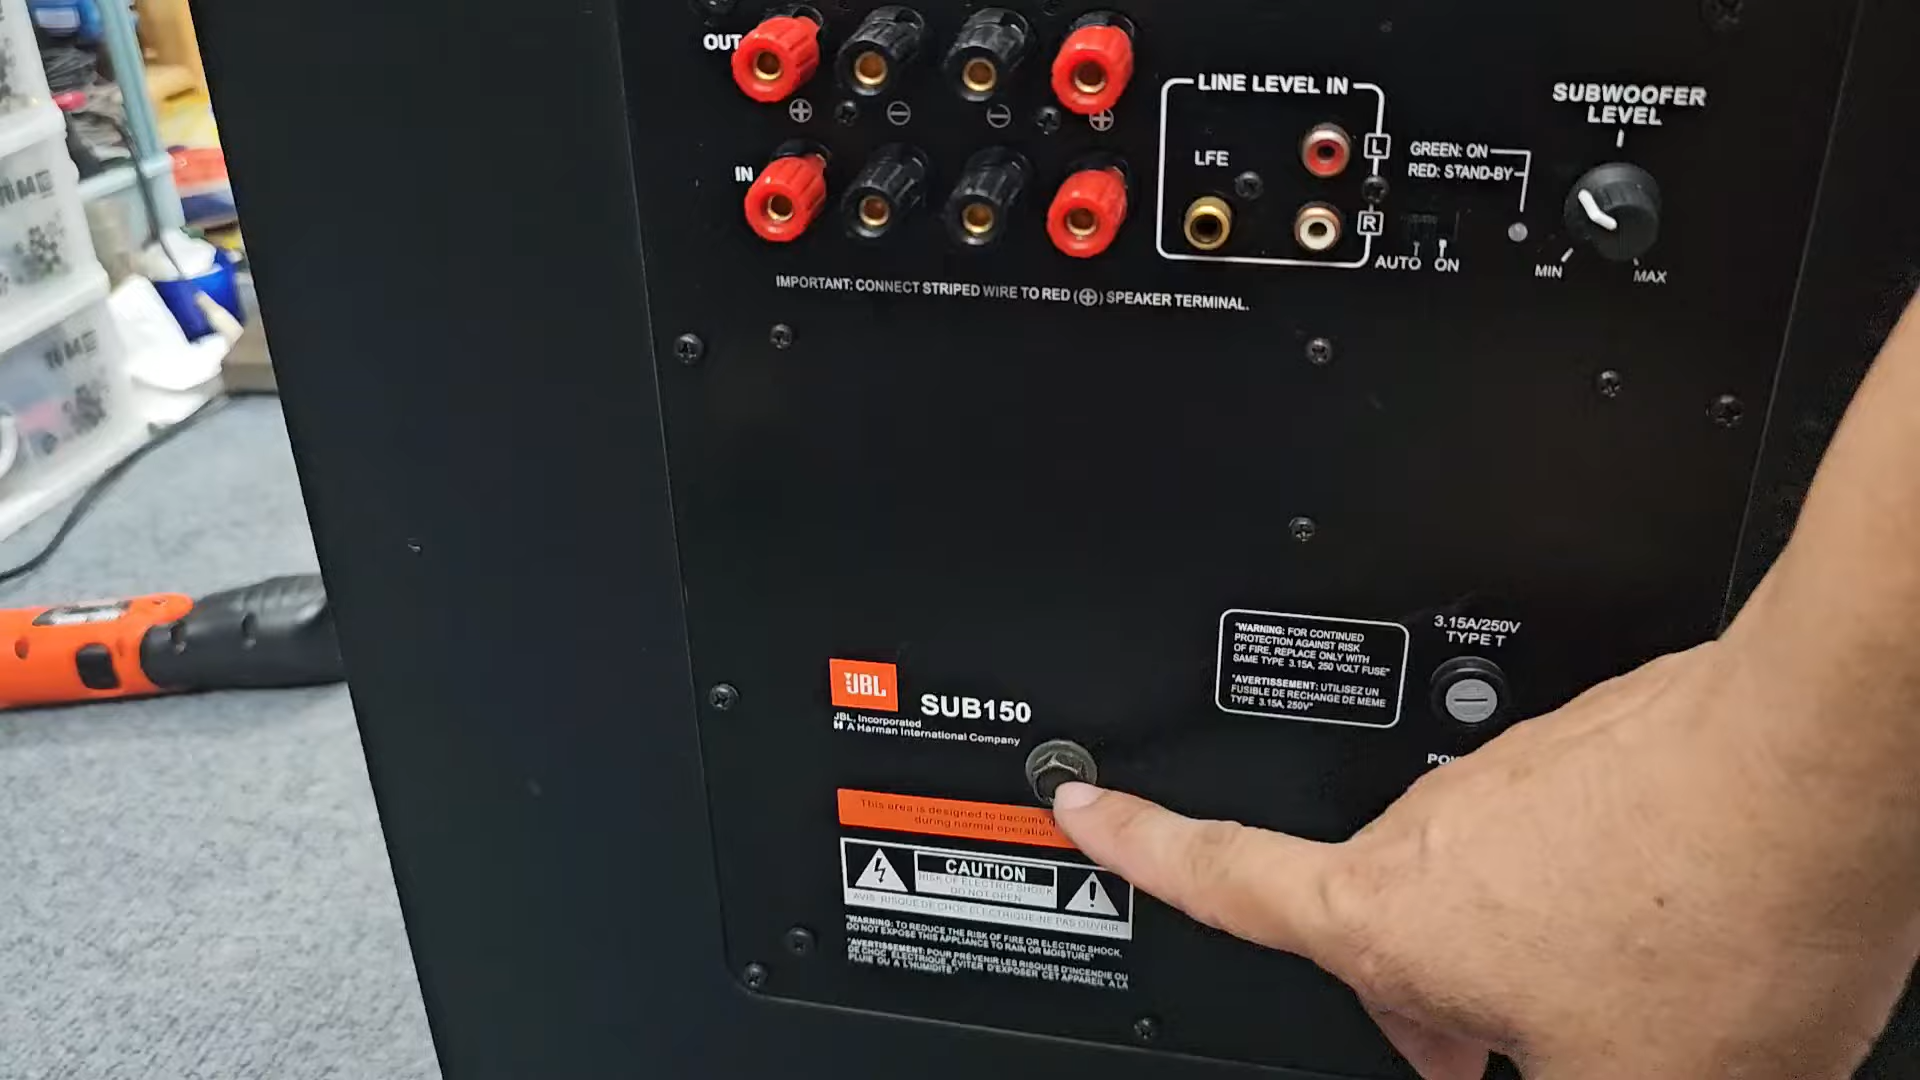 OUT
LINE LEVEL IN
SUBWOOFER
LEVEL
LFE
L
GREEN: ON
RED: STAND-BY
IN
R
AUTO ON
MIN
MAX
IMPORTANT: CONNECT STRIPED WIRE TO RED (+) SPEAKER TERMINAL.
3.15A/250V
TYPE T
"WARNING: FOR CONTINUED
PROTECTION AGAINST RISK
OF FIRE, REPLACE ONLY WITH
SAME TYPE 3.15A, 250 VOLT FUSE"
"AVERTISSEMENT: UTILISEZ UN
FUSIBLE DE RECHANGE DE MEME
TYPE 3.15A, 250V"
JBL
SUB150
JBL, Incorporated
A Harman International Company
This area is designed to become
during normal operation
CAUTION
RISK OF ELECTRIC SHOCK
DO NOT OPEN
AVIS: RISQUE DE CHOC ELECTRIQUE-NE PAS OUVRIR
"WARNING: TO REDUCE THE RISK OF FIRE OR ELECTRIC SHOCK,
DO NOT EXPOSE THIS APPLIANCE TO RAIN OR MOISTURE"
"AVERTISSEMENT: POUR PRÉVENIR LES RISQUES D'INCENDIE OU
DE CHOC ÉLECTRIQUE, ÉVITER D'EXPOSER CET APPAREIL A LA
PLUIE OU A L'HUMIDITÉ."